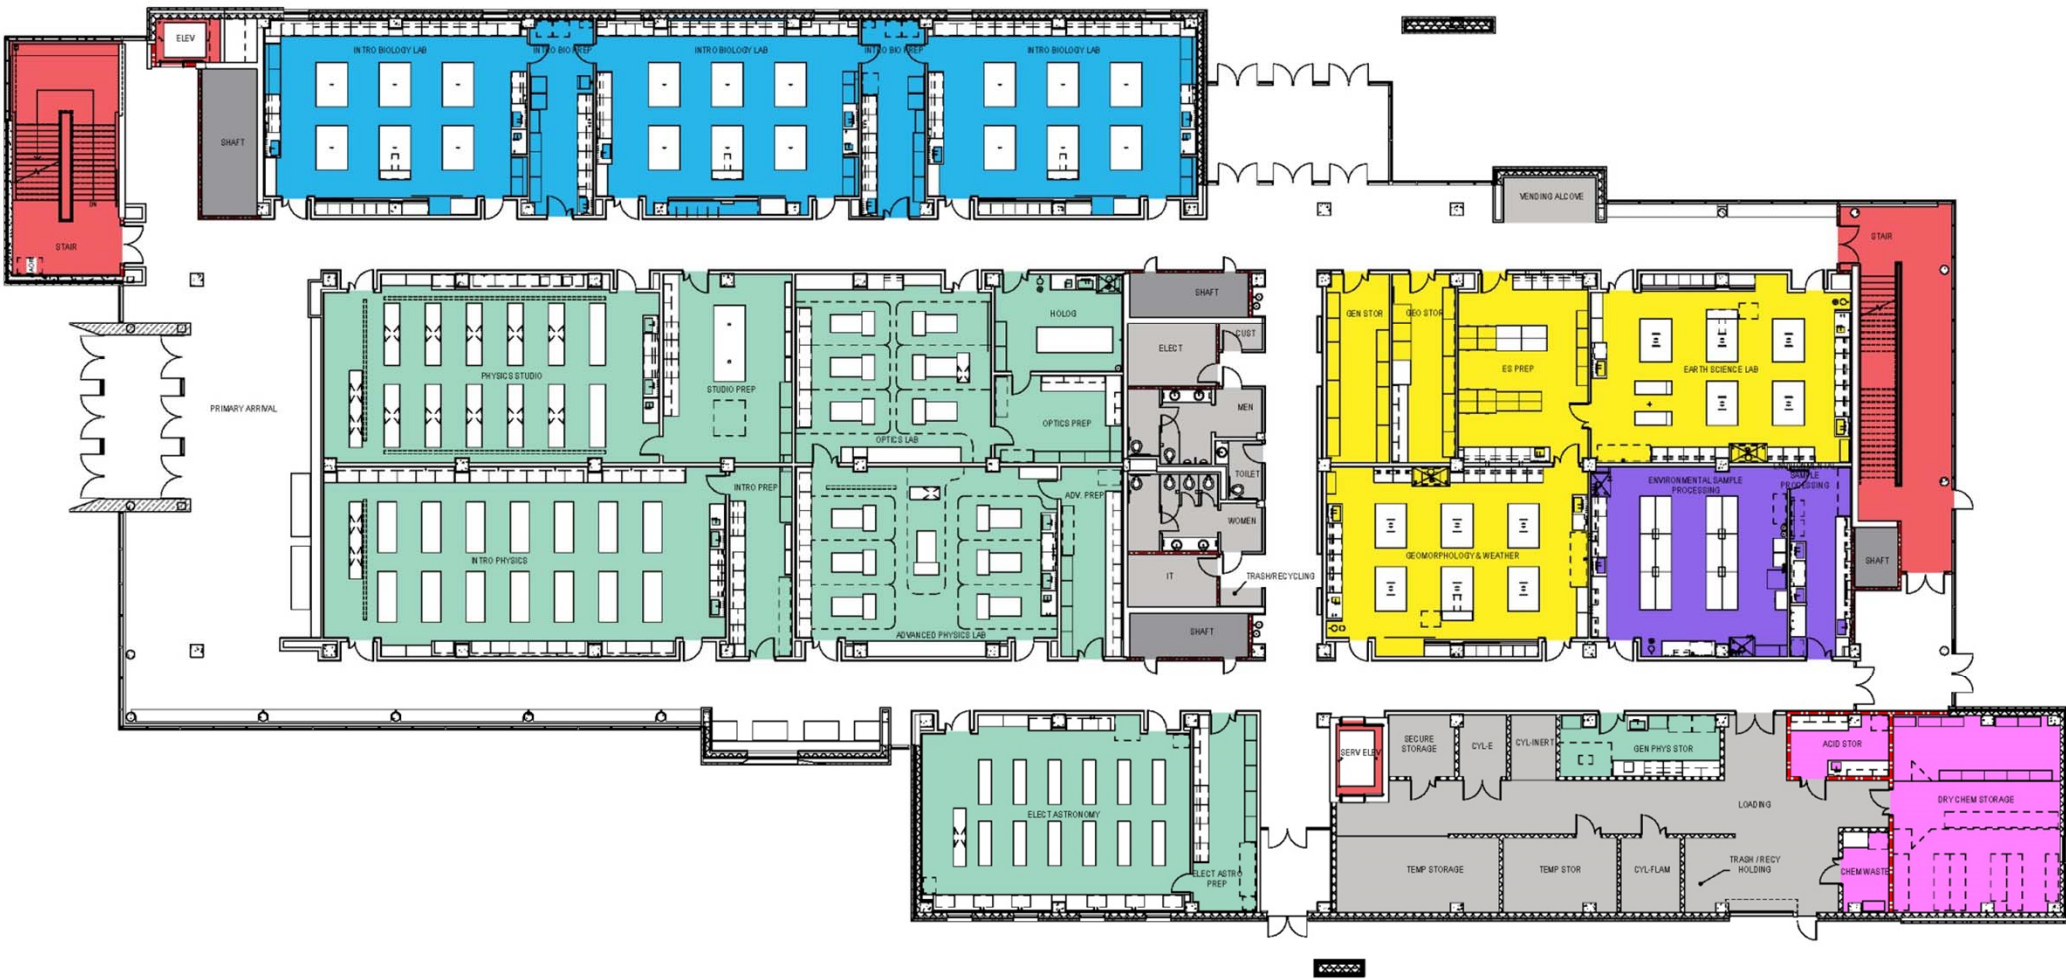 ELEV
INTRO BIOLOGY LAB
INTRO BIO PREP
INTRO BIOLOGY LAB
INTRO BIO PREP
INTRO BIOLOGY LAB
SHAFT
VENDING ALCOVE
STAIR
DN
AOR
STAIR
SHAFT
GEN STOR
GEO STOR
HOLOG
CUST
ELECT
ES PREP
EARTH SCIENCE LAB
PHYSICS STUDIO
STUDIO PREP
PRIMARY ARRIVAL
MEN
OPTICS PREP
OPTICS LAB
TOILET
INTRO PREP
ADV. PREP
ENVIRONMENTAL SAMPLE
PROCESSING
SAMPLE
PROCESSING
WOMEN
INTRO PHYSICS
GEOMORPHOLOGY & WEATHER
SHAFT
IT
TRASH/RECYCLING
ADVANCED PHYSICS LAB
SHAFT
SERV ELEV
SECURE
STORAGE
CYL-E
CYL-INERT
GEN PHYS STOR
ACID STOR
DRY CHEM STORAGE
LOADING
ELECT ASTRONOMY
ELECT ASTRO
PREP
TEMP STORAGE
TEMP STOR
CYL-FLAM
TRASH / RECY
HOLDING
CHEM WASTE